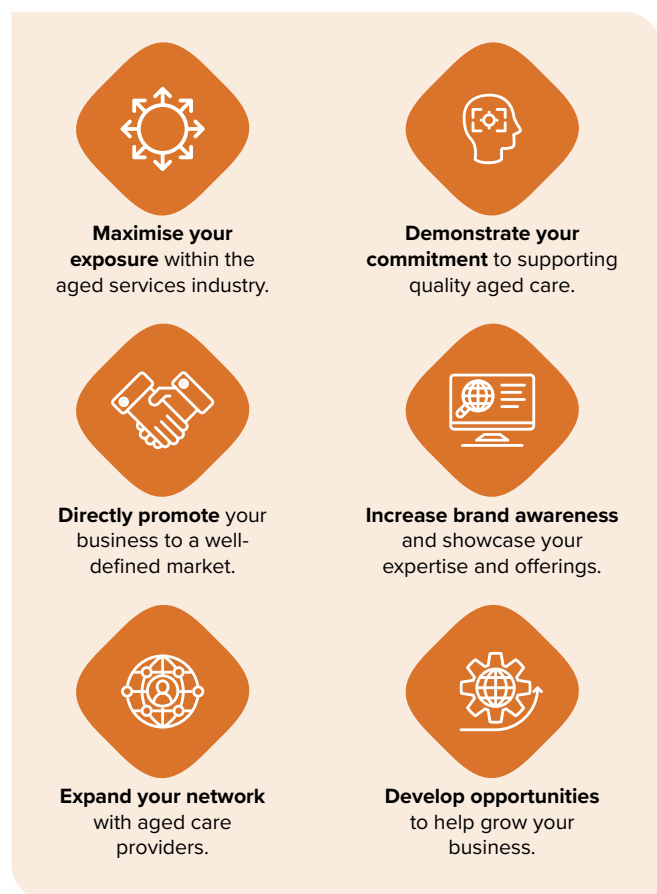 Maximise your
exposure within the
aged services industry.
Demonstrate your
commitment to supporting
quality aged care.
Directly promote your
business to a well-
defined market.
Increase brand awareness
and showcase your
expertise and offerings.
Expand your network
with aged care
providers.
Develop opportunities
to help grow your
business.